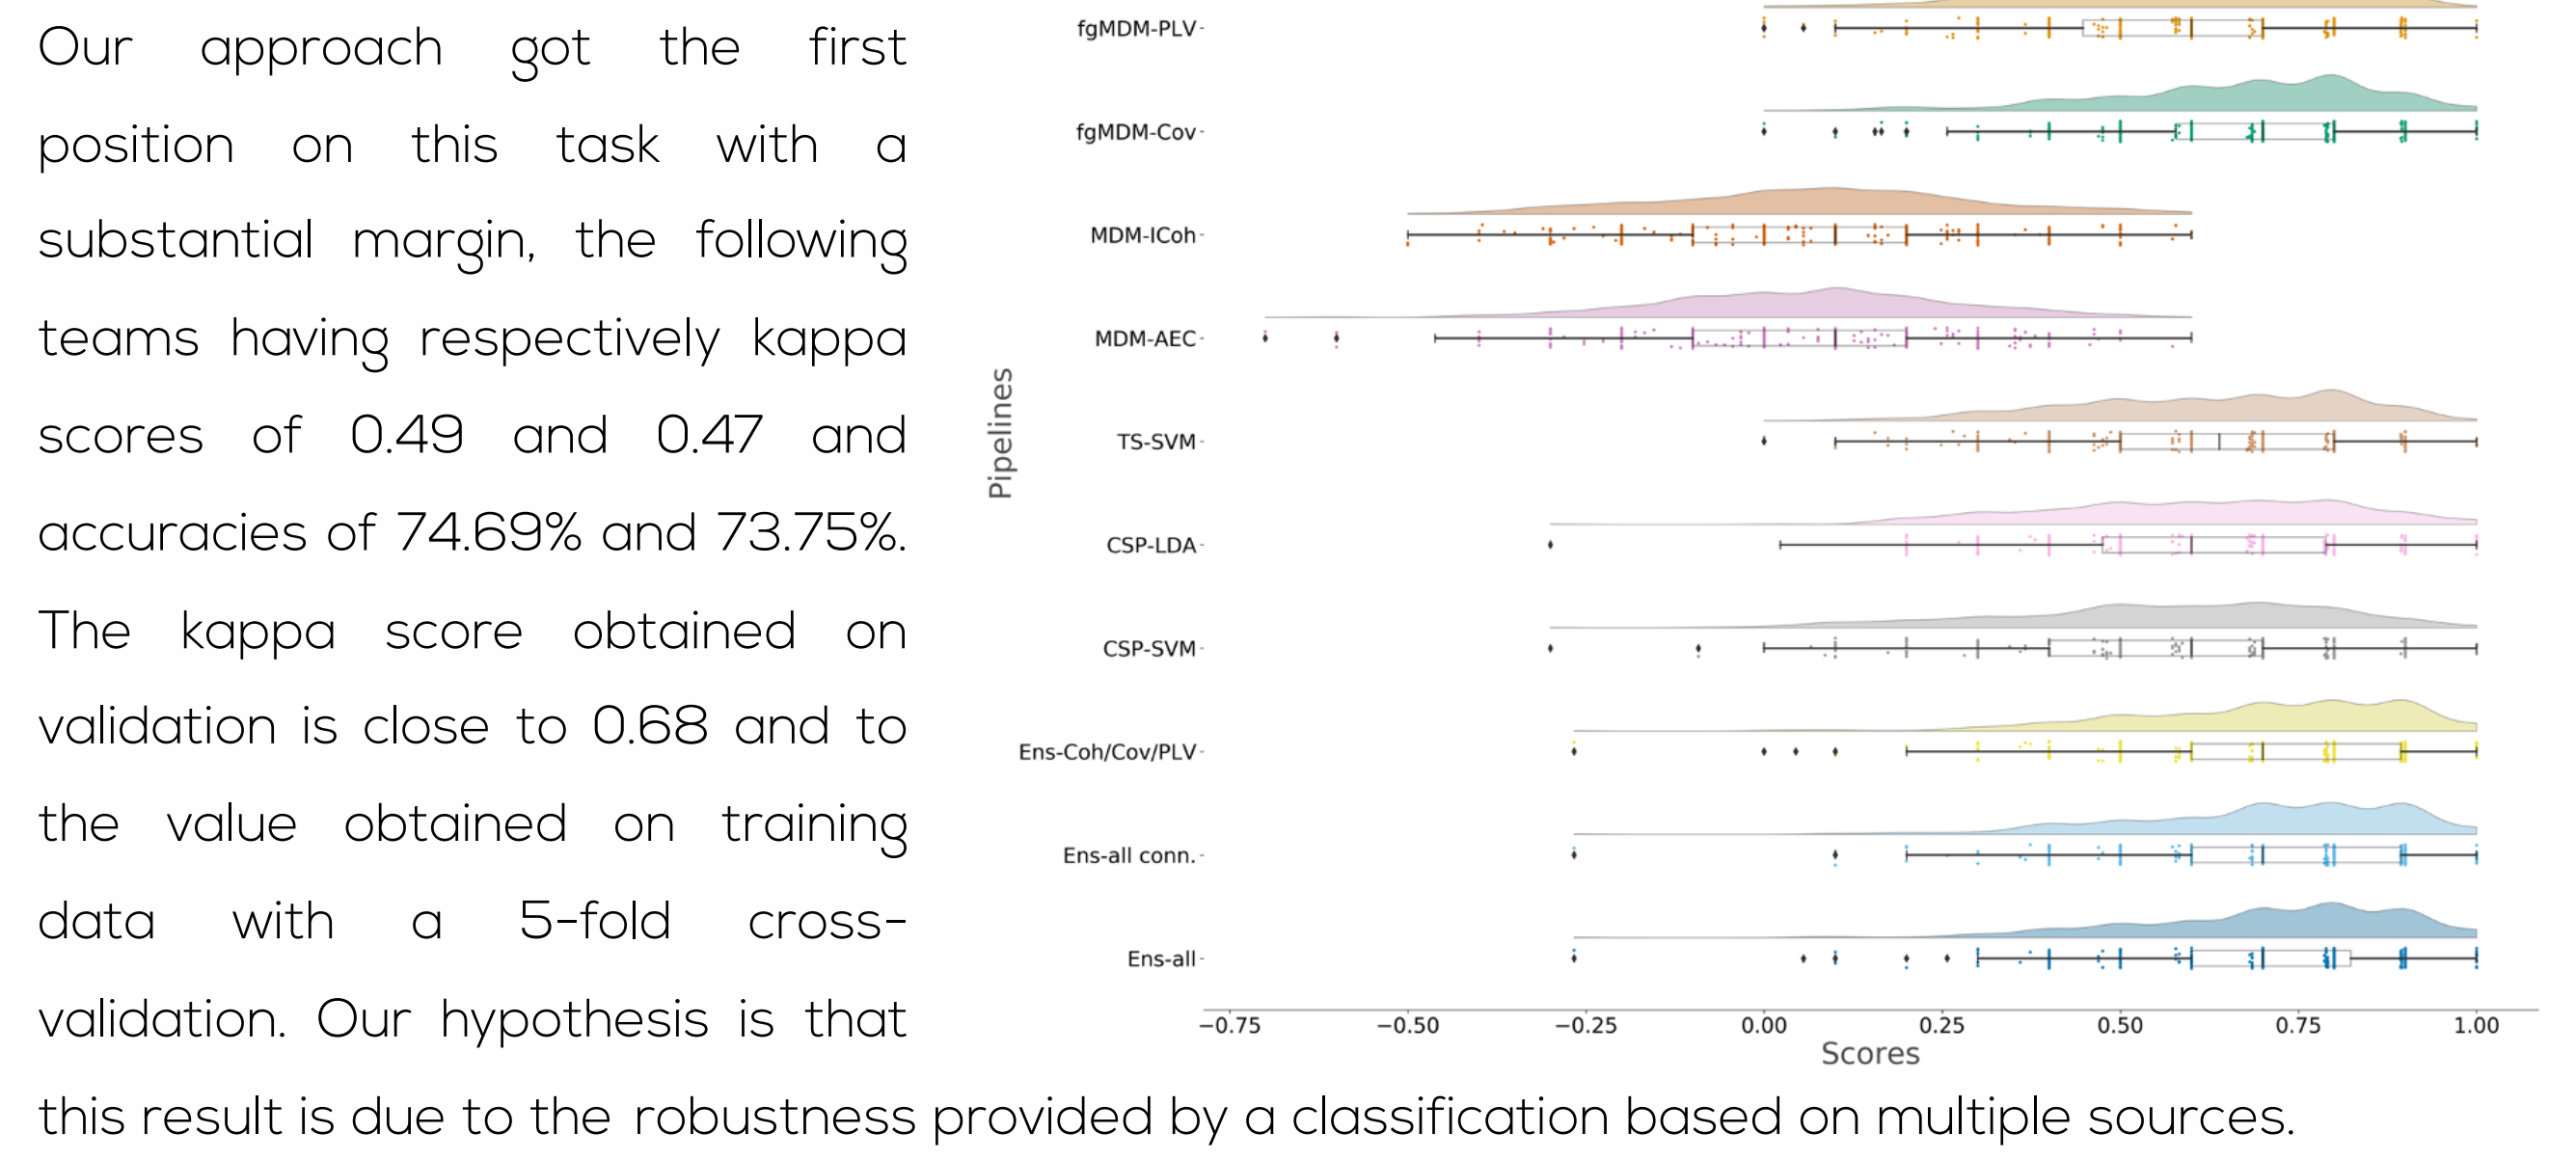 Our approach got the first
position on this task with a
substantial margin, the following
teams having respectively kappa
scores of 0.49 and 0.47 and
accuracies of 74.69% and 73.75%.
The kappa score obtained on
validation is close to 0.68 and to
the value obtained on training
data with a 5-fold cross-
validation. Our hypothesis is that
this result is due to the robustness provided by a classification based on multiple sources.
Pipelines
fgMDM-PLV
fgMDM-Cov
MDM-ICoh
MDM-AEC
TS-SVM
CSP-LDA
CSP-SVM
Ens-Coh/Cov/PLV
Ens-all conn.
Ens-all
−0.75 −0.50 −0.25 0.00 0.25 0.50 0.75 1.00
Scores